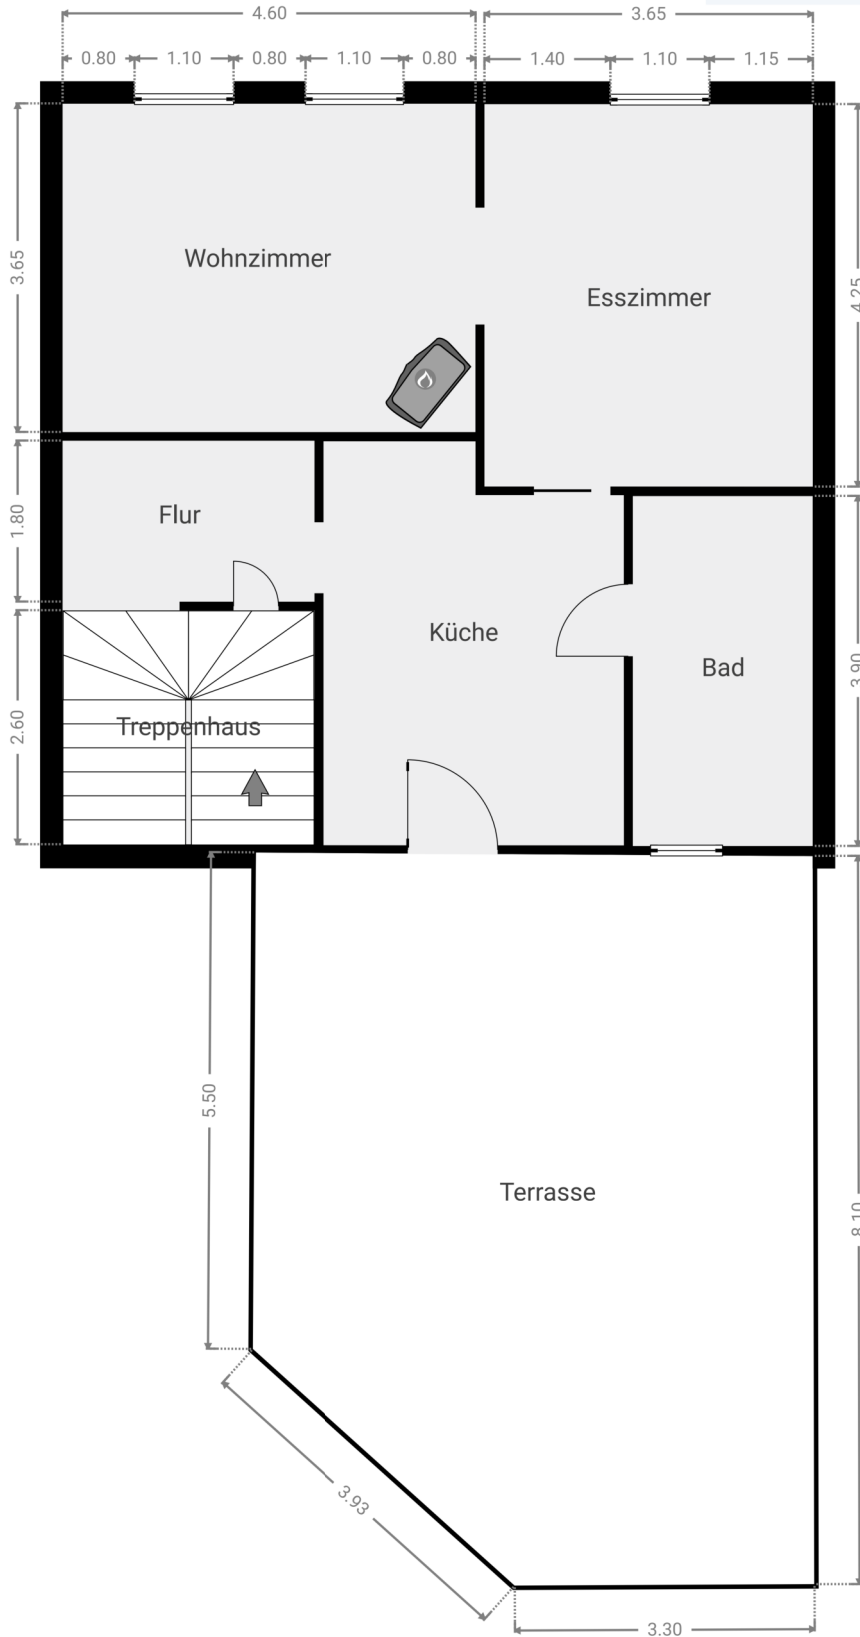 4.60
3.65
0.80
1.10
0.80
1.10
0.80
1.40
1.10
1.15
3.65
Wohnzimmer
Esszimmer
4.25
1.80
Flur
Küche
Bad
3.90
2.60
Treppenhaus
5.50
Terrasse
8.10
3.93
3.30